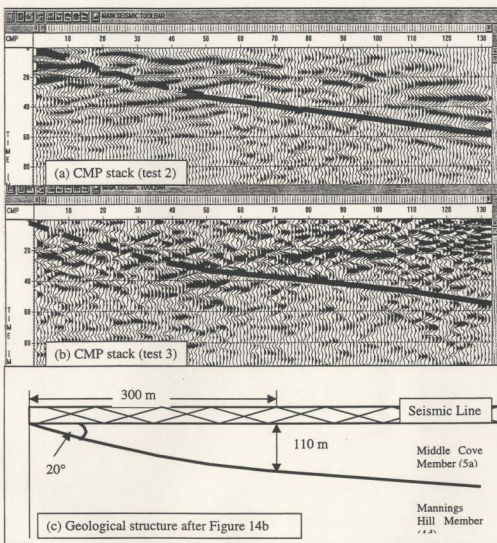 MAIN SEISMIC TOOLBAR
CMP 10 20 30 40 50 60 70 80 90 100 110 120 130
20
40
60
80
T I M E
(a) CMP stack (test 2)
MAIN SEISMIC TOOLBAR
CMP 10 20 30 40 50 60 70 80 90 100 110 120 130
20
40
60
80
T I M E
(b) CMP stack (test 3)
300 m
Seismic Line
110 m
20°
Middle Cove
Member (5a)
Mannings
Hill Member
(c) Geological structure after Figure 14b